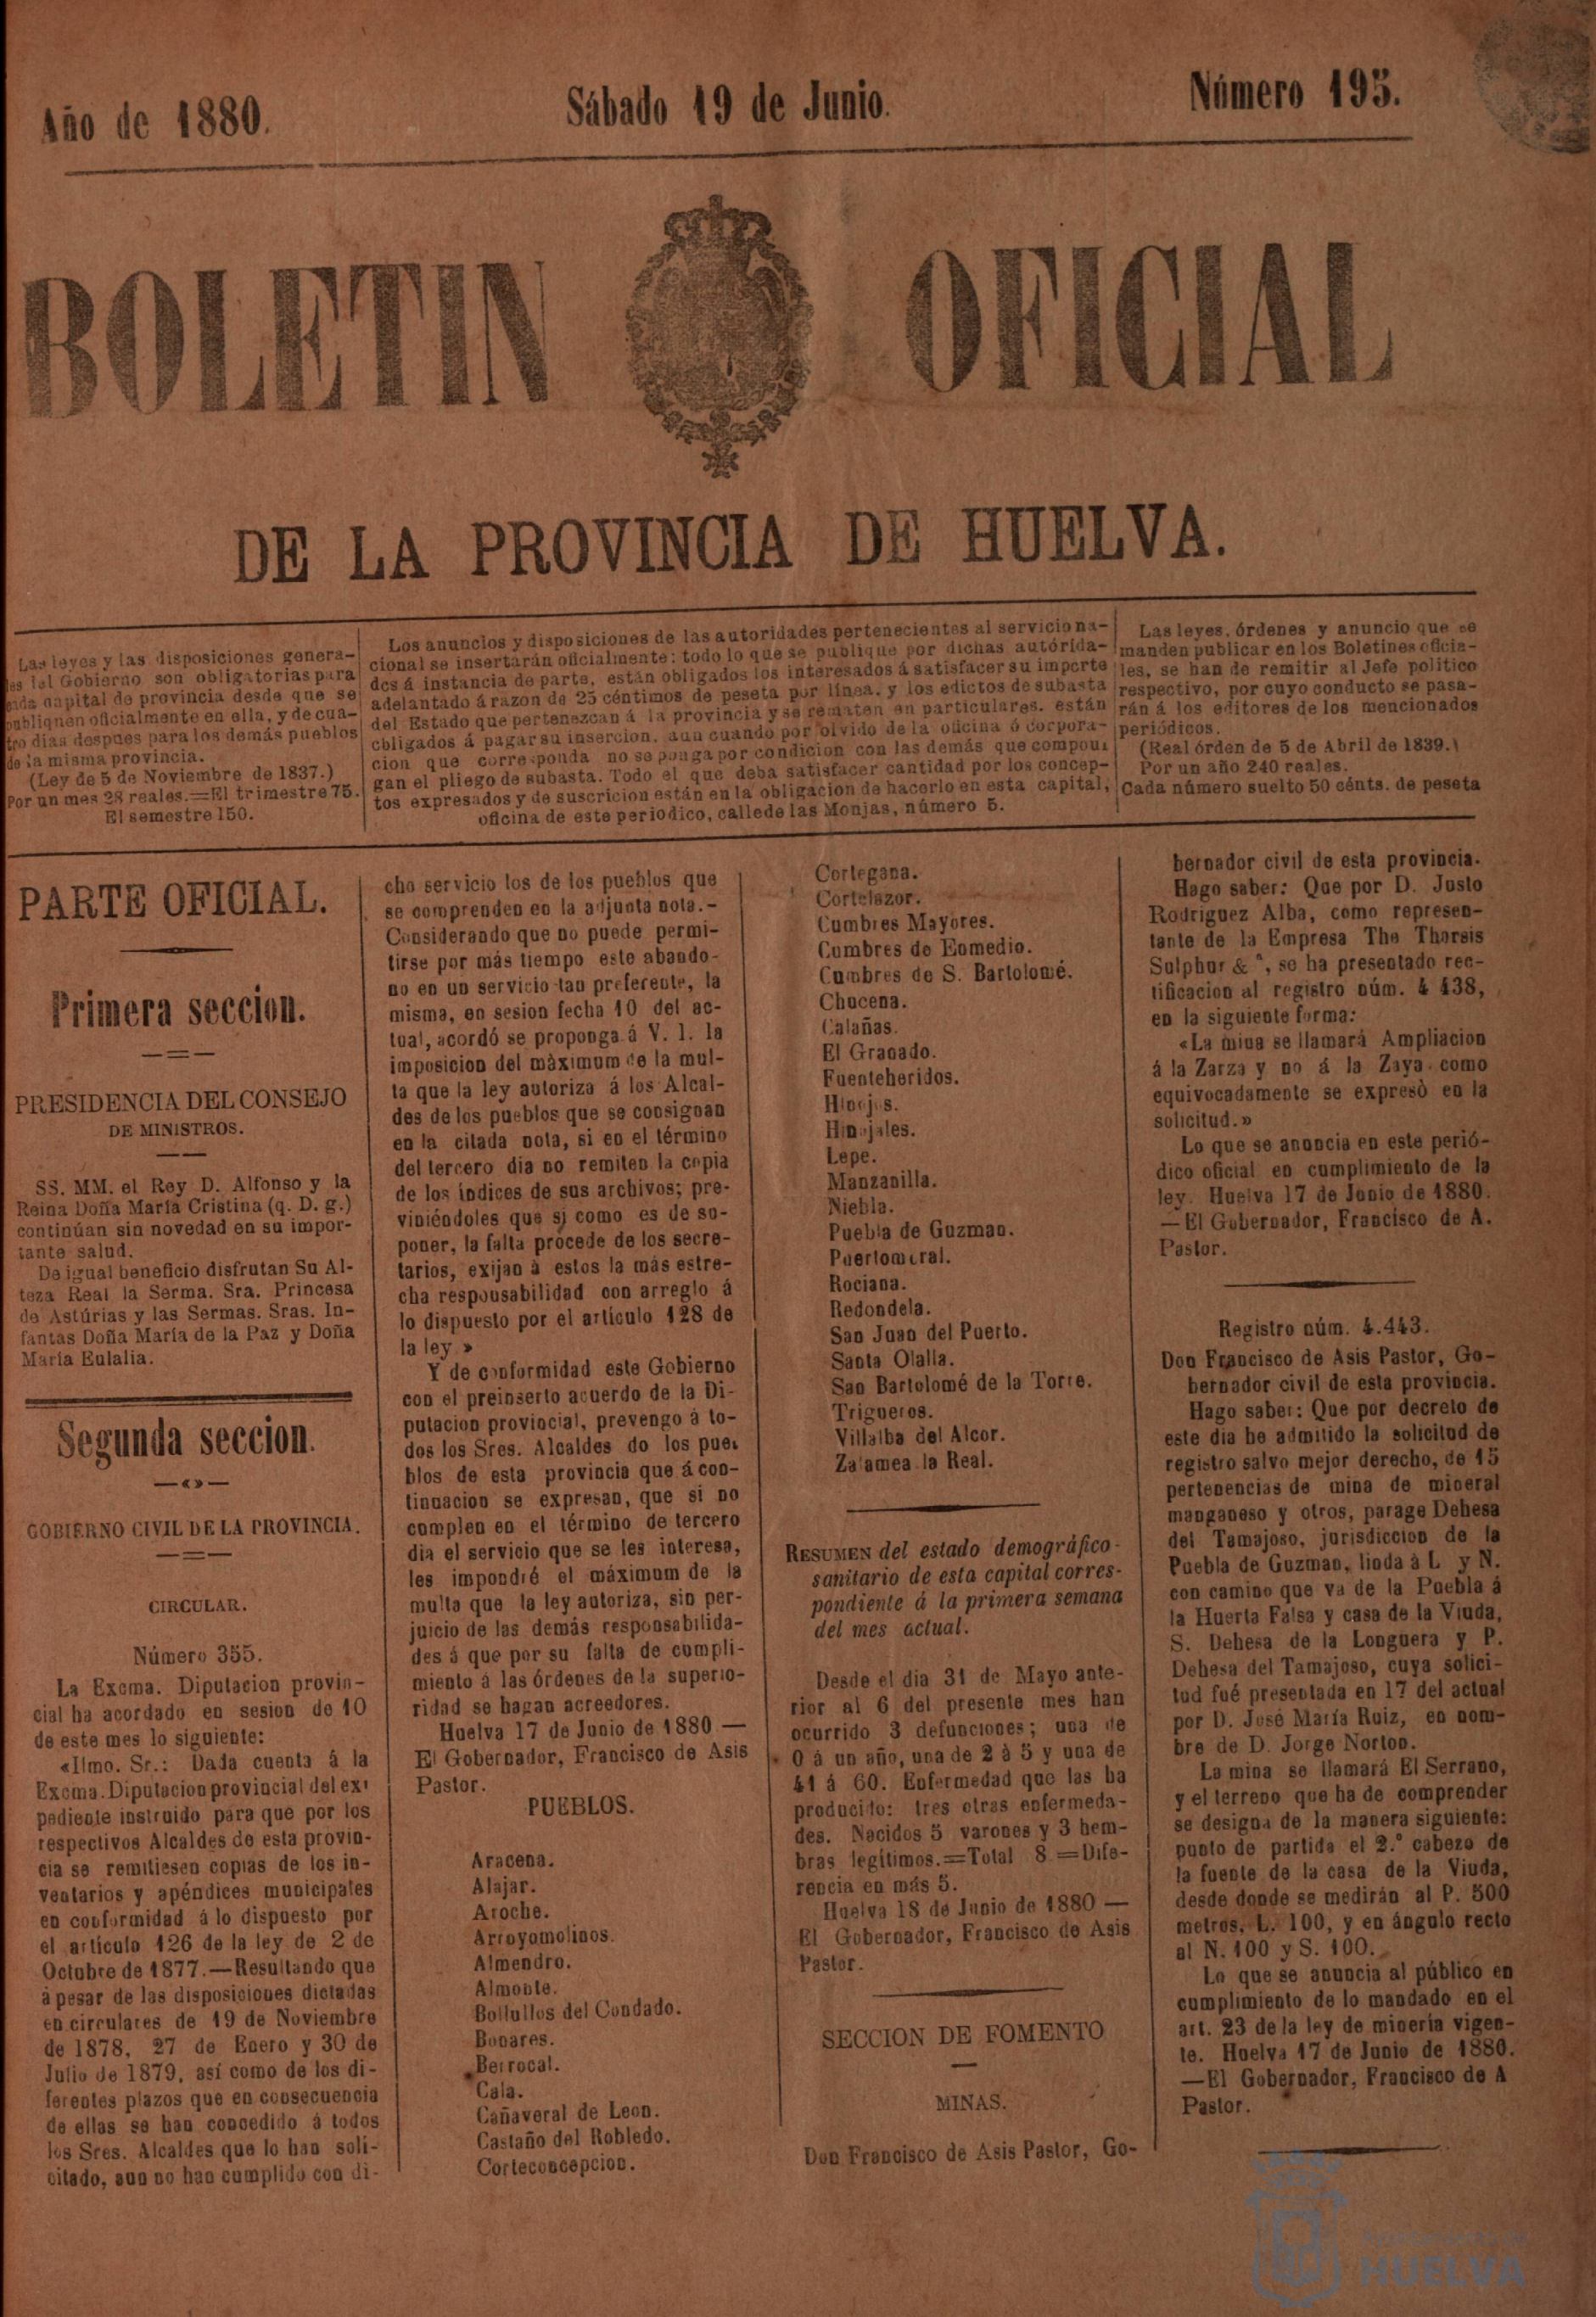 Año de 1880.
Sábado 19 de Junio.
Número 195.
BOLETIN OFICIAL
DE LA PROVINCIA DE HUELVA.
Las leyes y las disposiciones genera-
les del Gobierno son obligatorias para
cada capital de provincia desde que se
publiquen oficialmente en ella, y de cua-
tro dias despues para los demás pueblos
de la misma provincia.
(Ley de 5 de Noviembre de 1837.)
Por un mes 28 reales.=El trimestre 75.
El semestre 150.
Los anuncios y disposiciones de las autoridades pertenecientes al servicio na-
cional se insertarán oficialmente: todo lo que se publique por dichas autorida-
des á instancia de parte, están obligados los interesados á satisfacer su importe
adelantado á razon de 25 céntimos de peseta por línea, y los edictos de subasta
del Estado que pertenezcan á la provincia y se rematen en particulares, están
obligados á pagar su insercion, aun cuando por olvido de la oficina ó corpora-
cion que corresponda no se ponga por condicion con las demás que compon-
gan el pliego de subasta. Todo el que deba satisfacer cantidad por los concep-
tos expresados y de suscricion están en la obligacion de hacerlo en esta capital,
oficina de este periodico, calle de las Monjas, número 5.
Las leyes, órdenes y anuncio que se
manden publicar en los Boletines oficia-
les, se han de remitir al Jefe politico
respectivo, por cuyo conducto se pasa-
rán á los editores de los mencionados
periódicos.
(Real órden de 5 de Abril de 1839.)
Por un año 240 reales.
Cada número suelto 50 cénts. de peseta
PARTE OFICIAL.
Primera seccion.
PRESIDENCIA DEL CONSEJO
DE MINISTROS.
SS. MM. el Rey D. Alfonso y la
Reina Doña María Cristina (q. D. g.)
continúan sin novedad en su impor-
tante salud.
De igual beneficio disfrutan Su Al-
teza Real la Serma. Sra. Princesa
de Astúrias y las Sermas. Sras. In-
fantas Doña María de la Paz y Doña
María Eulalia.
Segunda seccion.
—«»—
GOBIERNO CIVIL DE LA PROVINCIA.
CIRCULAR.
Número 355.
La Excma. Diputacion provin-
cial ha acordado en sesion de 10
de este mes lo siguiente:
«Ilmo. Sr.: Dada cuenta á la
Excma. Diputacion provincial del ex-
pediente instruido para que por los
respectivos Alcaldes de esta provin-
cia se remitiesen copias de los in-
ventarios y apéndices municipales
en conformidad á lo dispuesto por
el artículo 126 de la ley de 2 de
Octubre de 1877.—Resultando que
á pesar de las disposiciones dictadas
en circulares de 19 de Noviembre
de 1878, 27 de Enero y 30 de
Julio de 1879, así como de los di-
ferentes plazos que en consecuencia
de ellas se han concedido á todos
los Sres. Alcaldes que lo han soli-
citado, aun no han cumplido con di-
cho servicio los de los pueblos que
se comprenden en la adjunta nota.-
Considerando que no puede permi-
tirse por más tiempo este abando-
no en un servicio tan preferente, la
misma, en sesion fecha 10 del ac-
tual, acordó se proponga á V. I. la
imposicion del máximum de la mul-
ta que la ley autoriza á los Alcal-
des de los pueblos que se consignan
en la citada nota, si en el término
del tercero dia no remiten la copia
de los índices de sus archivos; pre-
viniéndoles que si como es de su-
poner, la falta procede de los secre-
tarios, exijan á estos la más estre-
cha responsabilidad con arreglo á
lo dispuesto por el artículo 128 de
la ley.»
Y de conformidad este Gobierno
con el preinserto acuerdo de la Di-
putacion provincial, prevengo á to-
dos los Sres. Alcaldes do los pue-
blos de esta provincia que á con-
tinuacion se expresan, que si no
cumplen en el término de tercero
dia el servicio que se les interesa,
les impondré el máximum de la
multa que la ley autoriza, sin per-
juicio de las demás responsabilida-
des á que por su falta de cumpli-
miento á las órdenes de la superio-
ridad se hagan acreedores.
Huelva 17 de Junio de 1880.—
El Gobernador, Francisco de Asis
Pastor.
PUEBLOS.
Aracena.
Alajar.
Aroche.
Arroyomolinos.
Almendro.
Almonte.
Bollullos del Condado.
Bonares.
Berrocal.
Cala.
Cañaveral de Leon.
Castaño del Robledo.
Corteconcepcion.
Cortegana.
Cortelazor.
Cumbres Mayores.
Cumbres de Enmedio.
Cumbres de S. Bartolomé.
Chucena.
Calañas.
El Granado.
Fuenteheridos.
Hinojos.
Hinojales.
Lepe.
Manzanilla.
Niebla.
Puebla de Guzman.
Puertomoral.
Rociana.
Redondela.
San Juan del Puerto.
Santa Olalla.
San Bartolomé de la Torre.
Trigueros.
Villalba del Alcor.
Zalamea la Real.
RESUMEN del estado demográfico-
sanitario de esta capital corres-
pondiente á la primera semana
del mes actual.
Desde el dia 31 de Mayo ante-
rior al 6 del presente mes han
ocurrido 3 defunciones; una de
0 á un año, una de 2 á 5 y una de
41 á 60. Enfermedad que las ha
producito: tres otras enfermeda-
des. Nacidos 5 varones y 3 hem-
bras legítimos.=Total 8.=Dife-
rencia en más 5.
Huelva 18 de Junio de 1880—
El Gobernador, Francisco de Asis
Pastor.
SECCION DE FOMENTO
MINAS.
Don Francisco de Asis Pastor, Go-
bernador civil de esta provincia.
Hago saber: Que por D. Justo
Rodriguez Alba, como represen-
tante de la Empresa The Tharsis
Sulphur & ª, se ha presentado rec-
tificacion al registro núm. 4 438,
en la siguiente forma:
«La mina se llamará Ampliacion
á la Zarza y no á la Zaya. como
equivocadamente se expresó en la
solicitud.»
Lo que se anuncia en este perió-
dico oficial en cumplimiento de la
ley. Huelva 17 de Junio de 1880.
—El Gobernador, Francisco de A.
Pastor.
Registro núm. 4.443.
Don Francisco de Asis Pastor, Go-
bernador civil de esta provincia.
Hago saber: Que por decreto de
este dia he admitido la solicitud de
registro salvo mejor derecho, de 15
pertenencias de mina de mineral
manganeso y otros, parage Dehesa
del Tamajoso, jurisdiccion de la
Puebla de Guzman, linda á L y N.
con camino que va de la Puebla á
la Huerta Falsa y casa de la Viuda,
S. Dehesa de la Longuera y P.
Dehesa del Tamajoso, cuya solici-
tud fué presentada en 17 del actual
por D. José María Ruiz, en nom-
bre de D. Jorge Norton.
La mina se llamará El Serrano,
y el terreno que ha de comprender
se designa de la manera siguiente:
punto de partida el 2.º cabezo de
la fuente de la casa de la Viuda,
desde donde se medirán al P. 500
metros, L. 100, y en ángulo recto
al N. 100 y S. 100.
Lo que se anuncia al público en
cumplimiento de lo mandado en el
art. 23 de la ley de minería vigen-
te. Huelva 17 de Junio de 1880.
—El Gobernador, Francisco de A
Pastor.
HUELVA